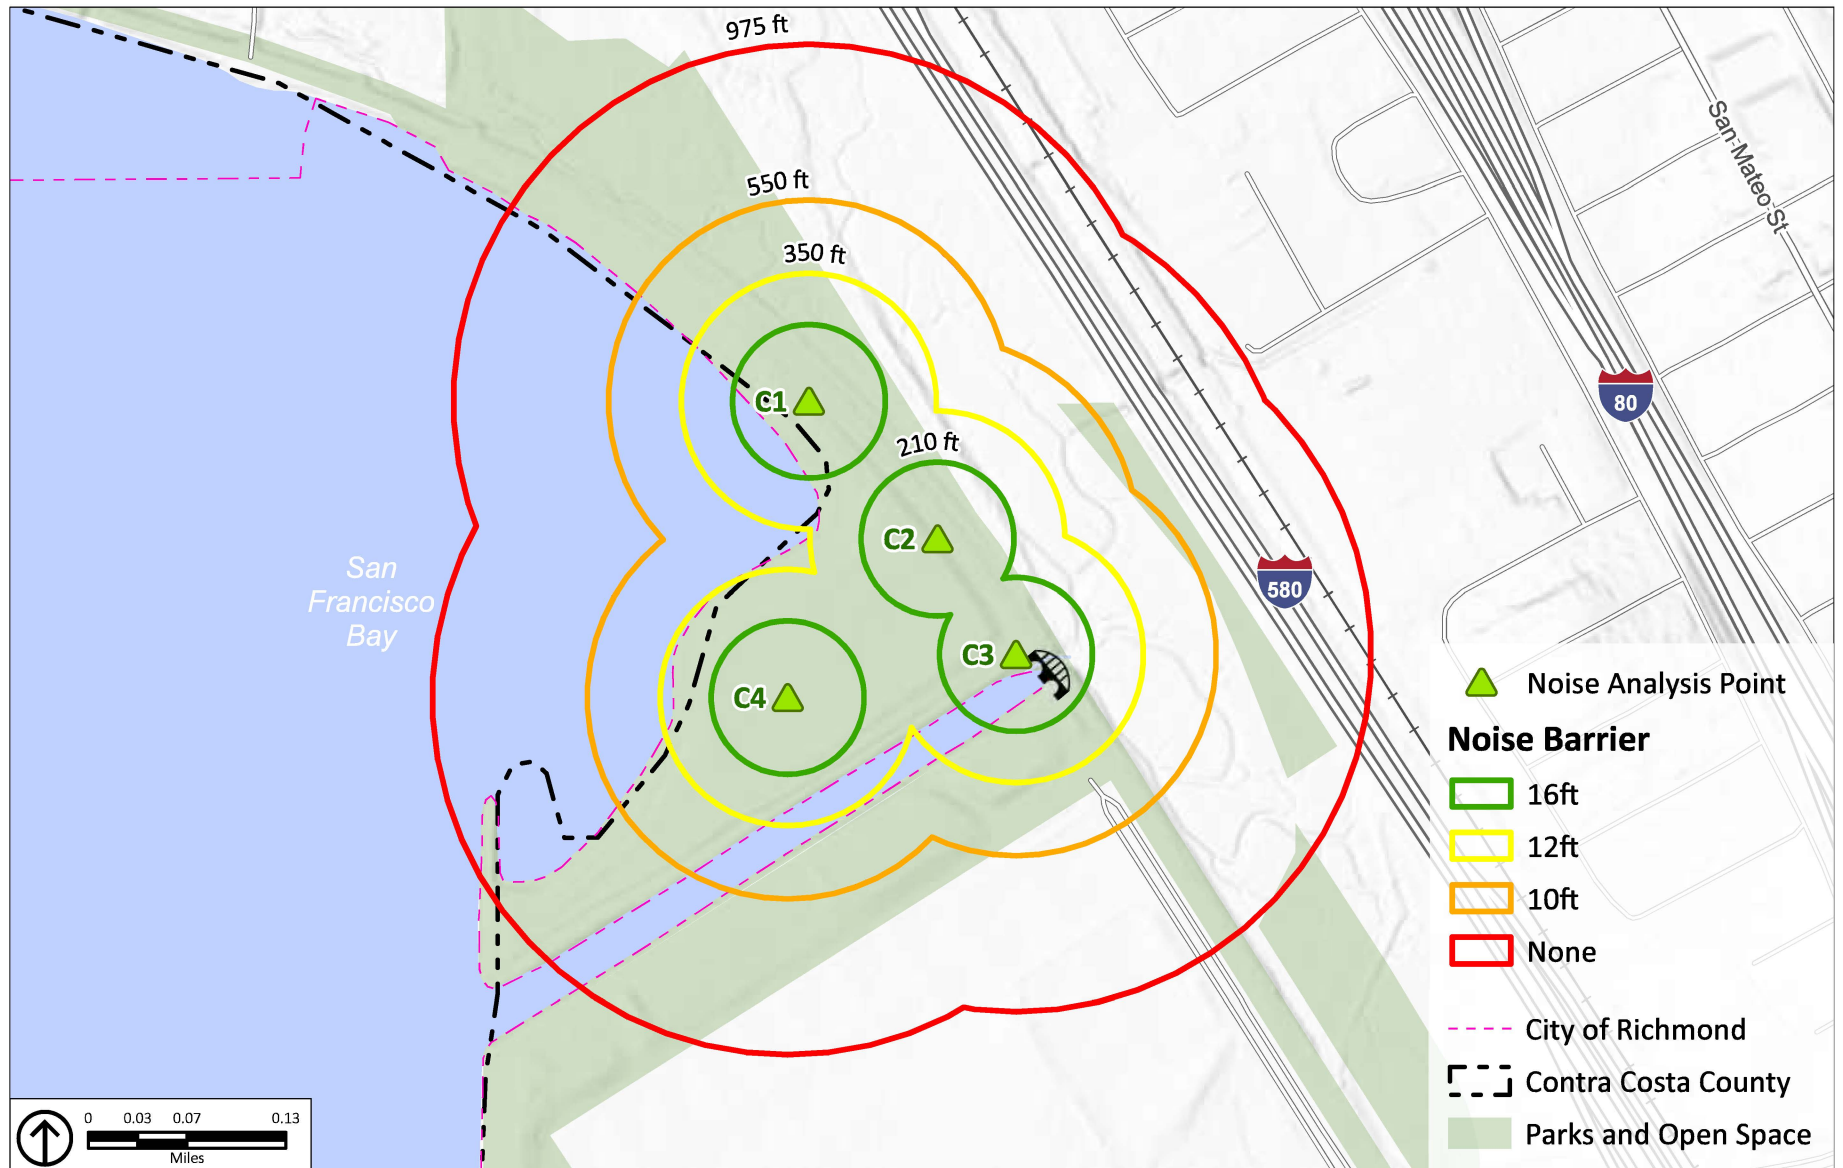 975 ft
550 ft
350 ft
210 ft
C1
C2
C3
C4
San
Francisco
Bay
San Mateo St
80
580
Noise Analysis Point
Noise Barrier
16ft
12ft
10ft
None
City of Richmond
Contra Costa County
Parks and Open Space
0 0.03 0.07 0.13
Miles